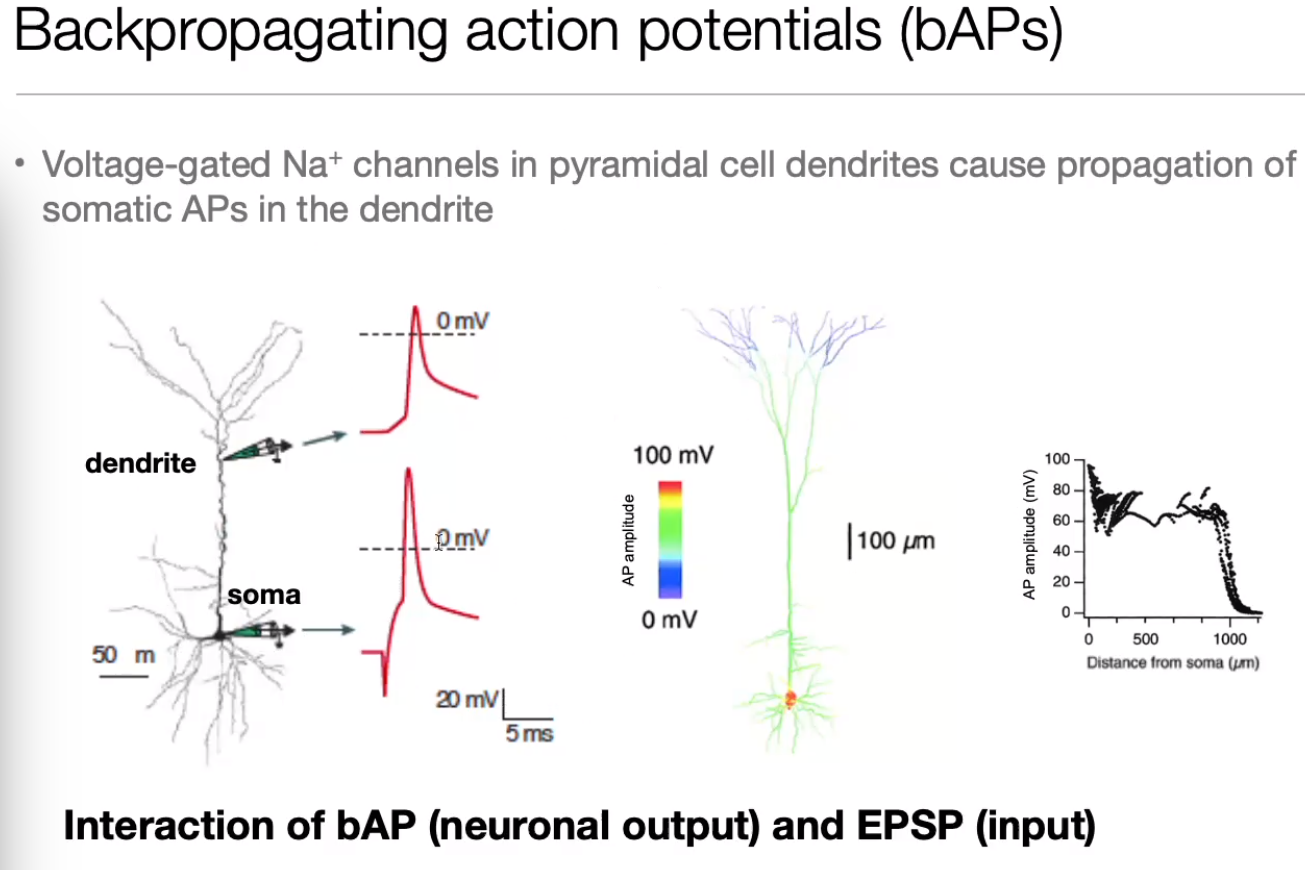 Backpropagating action potentials (bAPs)
• Voltage-gated Na⁺ channels in pyramidal cell dendrites cause propagation of
somatic APs in the dendrite
0 mV
dendrite
0 mV
soma
50 m
20 mV
5 ms
100 mV
AP amplitude
0 mV
100 µm
AP amplitude (mV)
100
80
60
40
20
0
0 500 1000
Distance from soma (µm)
Interaction of bAP (neuronal output) and EPSP (input)